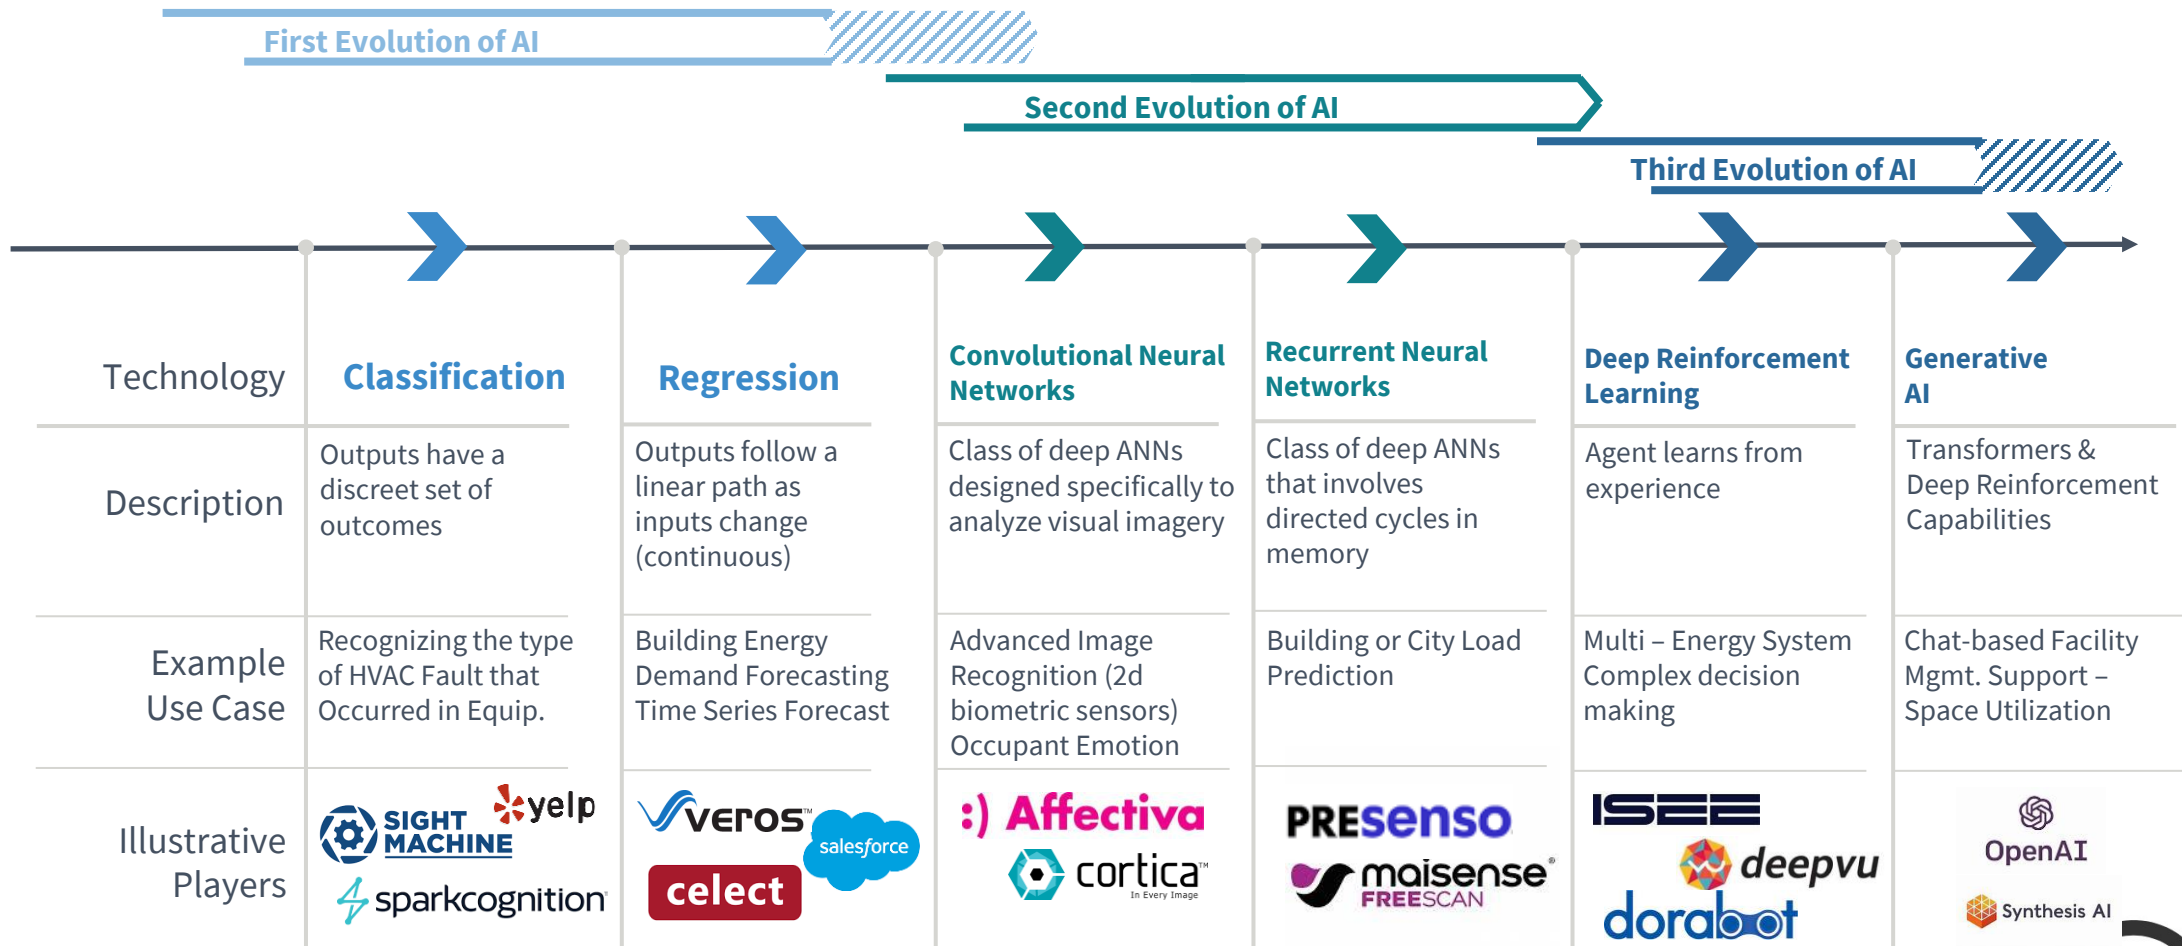 First Evolution of AI
Second Evolution of AI
Third Evolution of AI
Technology
Classification
Regression
Convolutional Neural
Networks
Recurrent Neural
Networks
Deep Reinforcement
Learning
Generative
AI
Description
Outputs have a
discreet set of
outcomes
Outputs follow a
linear path as
inputs change
(continuous)
Class of deep ANNs
designed specifically to
analyze visual imagery
Class of deep ANNs
that involves
directed cycles in
memory
Agent learns from
experience
Transformers &
Deep Reinforcement
Capabilities
Example
Use Case
Recognizing the type
of HVAC Fault that
Occurred in Equip.
Building Energy
Demand Forecasting
Time Series Forecast
Advanced Image
Recognition (2d
biometric sensors)
Occupant Emotion
Building or City Load
Prediction
Multi – Energy System
Complex decision
making
Chat-based Facility
Mgmt. Support –
Space Utilization
Illustrative
Players
SIGHT
MACHINE
yelp
sparkcognition
veros™
salesforce
celect
:) Affectiva
cortica™
In Every Image
PRESenso
maisense®
FREESCAN
ISEE
deepvu
dorabot
OpenAI
Synthesis AI